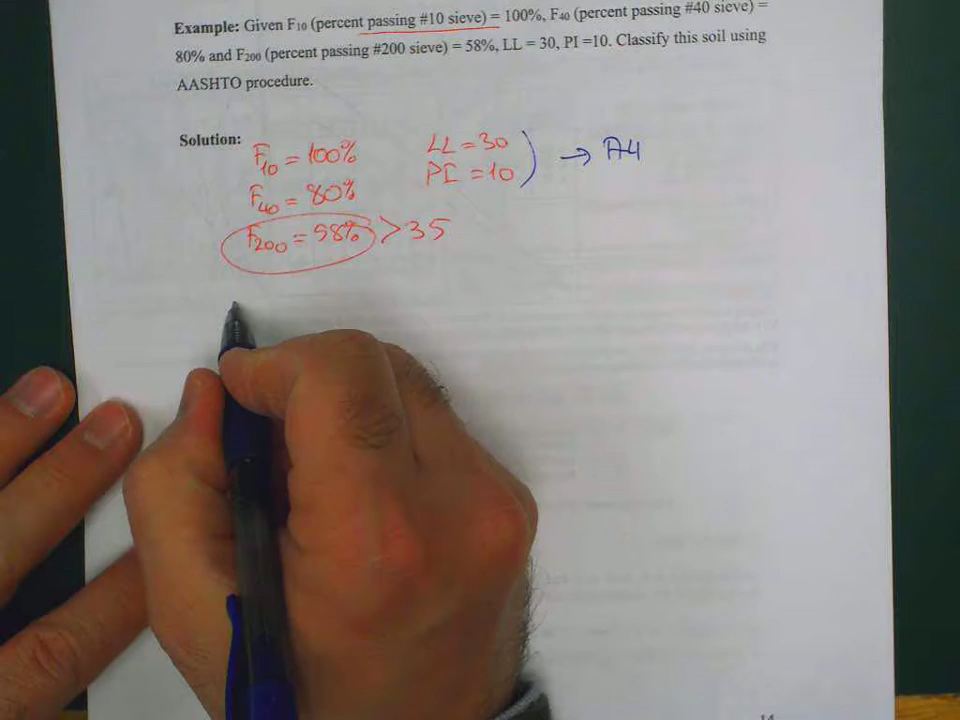 Example: Given F10 (percent passing #10 sieve) = 100%, F40 (percent passing #40 sieve) =
80% and F200 (percent passing #200 sieve) = 58%, LL = 30, PI =10. Classify this soil using
AASHTO procedure.
Solution:
F10 = 100%
LL = 30
PI = 10
→ A4
F40 = 80%
F200 = 58% > 35
14